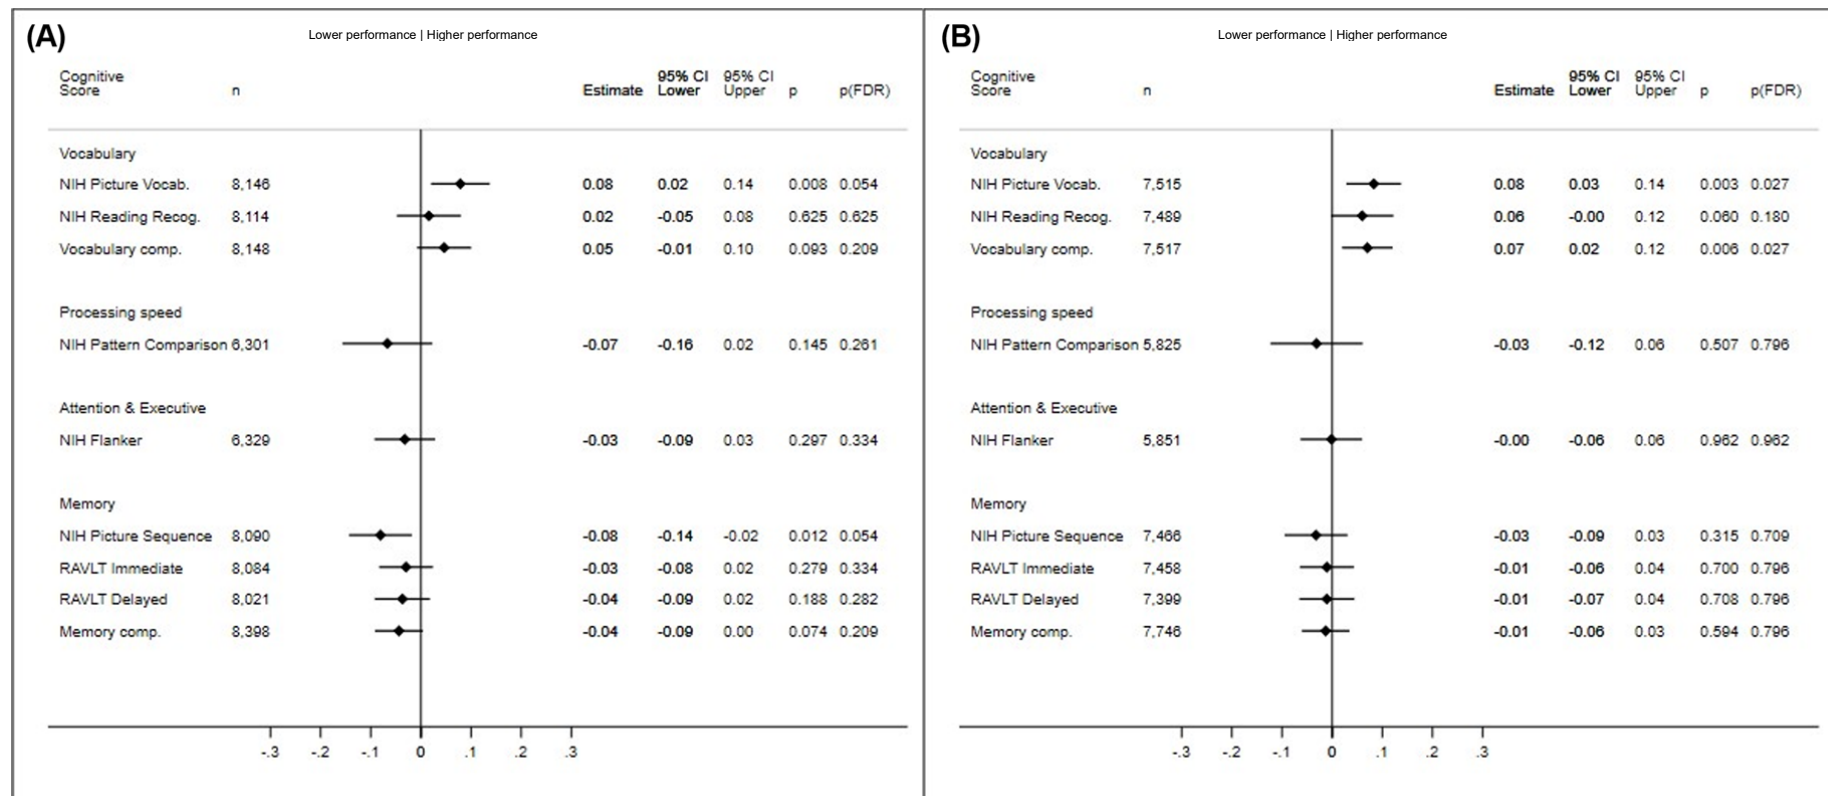 (A)
Lower performance | Higher performance
Cognitive Score n Estimate 95% CI Lower 95% CI Upper p p(FDR)
Vocabulary
NIH Picture Vocab. 8,146 0.08 0.02 0.14 0.008 0.054
NIH Reading Recog. 8,114 0.02 -0.05 0.08 0.625 0.625
Vocabulary comp. 8,148 0.05 -0.01 0.10 0.093 0.209
Processing speed
NIH Pattern Comparison 6,301 -0.07 -0.16 0.02 0.145 0.261
Attention & Executive
NIH Flanker 6,329 -0.03 -0.09 0.03 0.297 0.334
Memory
NIH Picture Sequence 8,090 -0.08 -0.14 -0.02 0.012 0.054
RAVLT Immediate 8,084 -0.03 -0.08 0.02 0.279 0.334
RAVLT Delayed 8,021 -0.04 -0.09 0.02 0.188 0.282
Memory comp. 8,398 -0.04 -0.09 0.00 0.074 0.209
-.3 -.2 -.1 0 .1 .2 .3
(B)
Lower performance | Higher performance
Cognitive Score n Estimate 95% CI Lower 95% CI Upper p p(FDR)
Vocabulary
NIH Picture Vocab. 7,515 0.08 0.03 0.14 0.003 0.027
NIH Reading Recog. 7,489 0.06 -0.00 0.12 0.060 0.180
Vocabulary comp. 7,517 0.07 0.02 0.12 0.006 0.027
Processing speed
NIH Pattern Comparison 5,825 -0.03 -0.12 0.06 0.507 0.796
Attention & Executive
NIH Flanker 5,851 -0.00 -0.06 0.06 0.962 0.962
Memory
NIH Picture Sequence 7,466 -0.03 -0.09 0.03 0.315 0.709
RAVLT Immediate 7,458 -0.01 -0.06 0.04 0.700 0.796
RAVLT Delayed 7,399 -0.01 -0.07 0.04 0.708 0.796
Memory comp. 7,746 -0.01 -0.06 0.03 0.594 0.796
-.3 -.2 -.1 0 .1 .2 .3